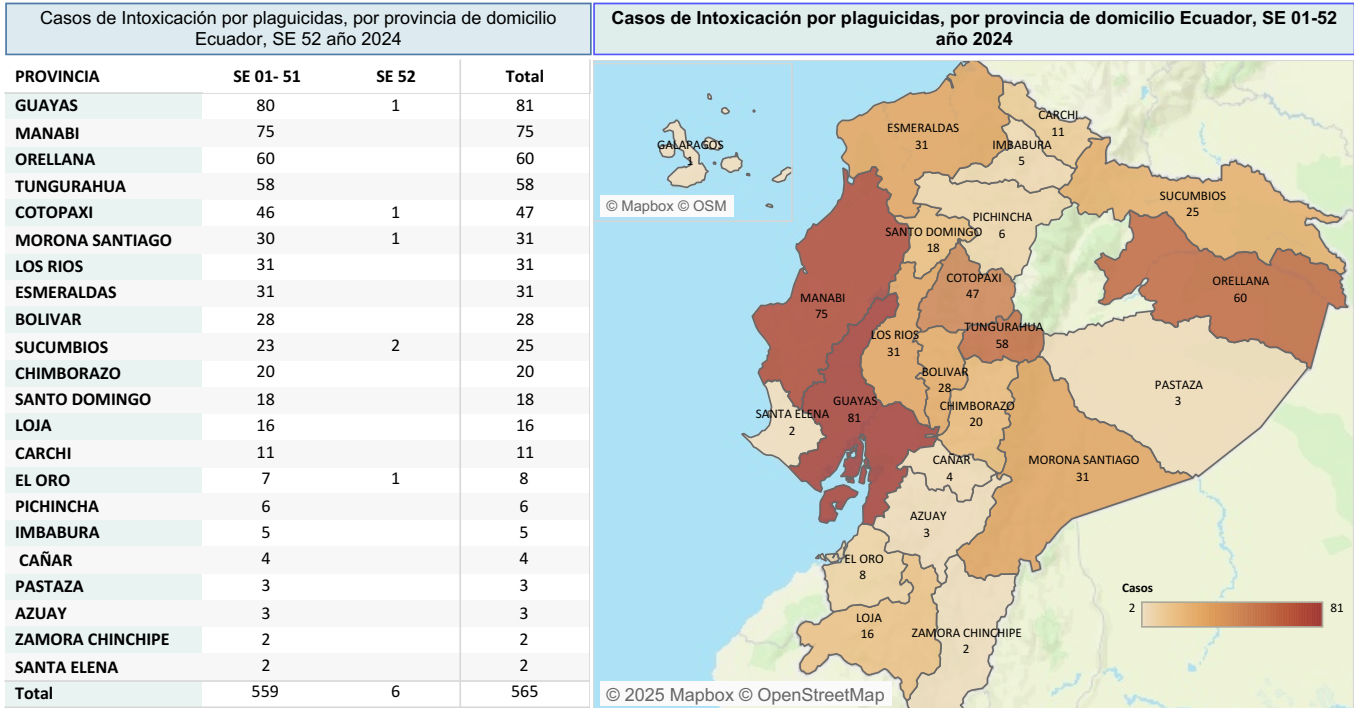 Casos de Intoxicación por plaguicidas, por provincia de domicilio
Ecuador, SE 52 año 2024
PROVINCIA SE 01- 51 SE 52 Total
GUAYAS 80 1 81
MANABI 75 75
ORELLANA 60 60
TUNGURAHUA 58 58
COTOPAXI 46 1 47
MORONA SANTIAGO 30 1 31
LOS RIOS 31 31
ESMERALDAS 31 31
BOLIVAR 28 28
SUCUMBIOS 23 2 25
CHIMBORAZO 20 20
SANTO DOMINGO 18 18
LOJA 16 16
CARCHI 11 11
EL ORO 7 1 8
PICHINCHA 6 6
IMBABURA 5 5
CAÑAR 4 4
PASTAZA 3 3
AZUAY 3 3
ZAMORA CHINCHIPE 2 2
SANTA ELENA 2 2
Total 559 6 565
Casos de Intoxicación por plaguicidas, por provincia de domicilio Ecuador, SE 01-52
año 2024
GALAPAGOS
1
© Mapbox © OSM
ESMERALDAS
31
CARCHI
11
IMBABURA
5
SUCUMBIOS
25
PICHINCHA
6
SANTO DOMINGO
18
COTOPAXI
47
ORELLANA
60
MANABI
75
TUNGURAHUA
58
LOS RIOS
31
BOLIVAR
28
PASTAZA
3
GUAYAS
81
SANTA ELENA
2
CHIMBORAZO
20
CAÑAR
4
MORONA SANTIAGO
31
AZUAY
3
EL ORO
8
LOJA
16
ZAMORA CHINCHIPE
2
Casos
2 81
© 2025 Mapbox © OpenStreetMap